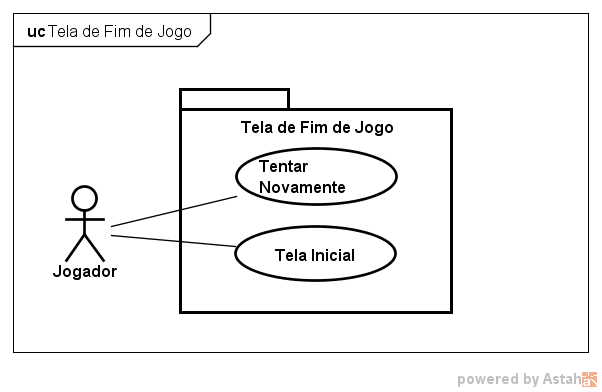 uc Tela de Fim de Jogo
Tela de Fim de Jogo
Tentar
Novamente
Tela Inicial
Jogador
powered by Astah